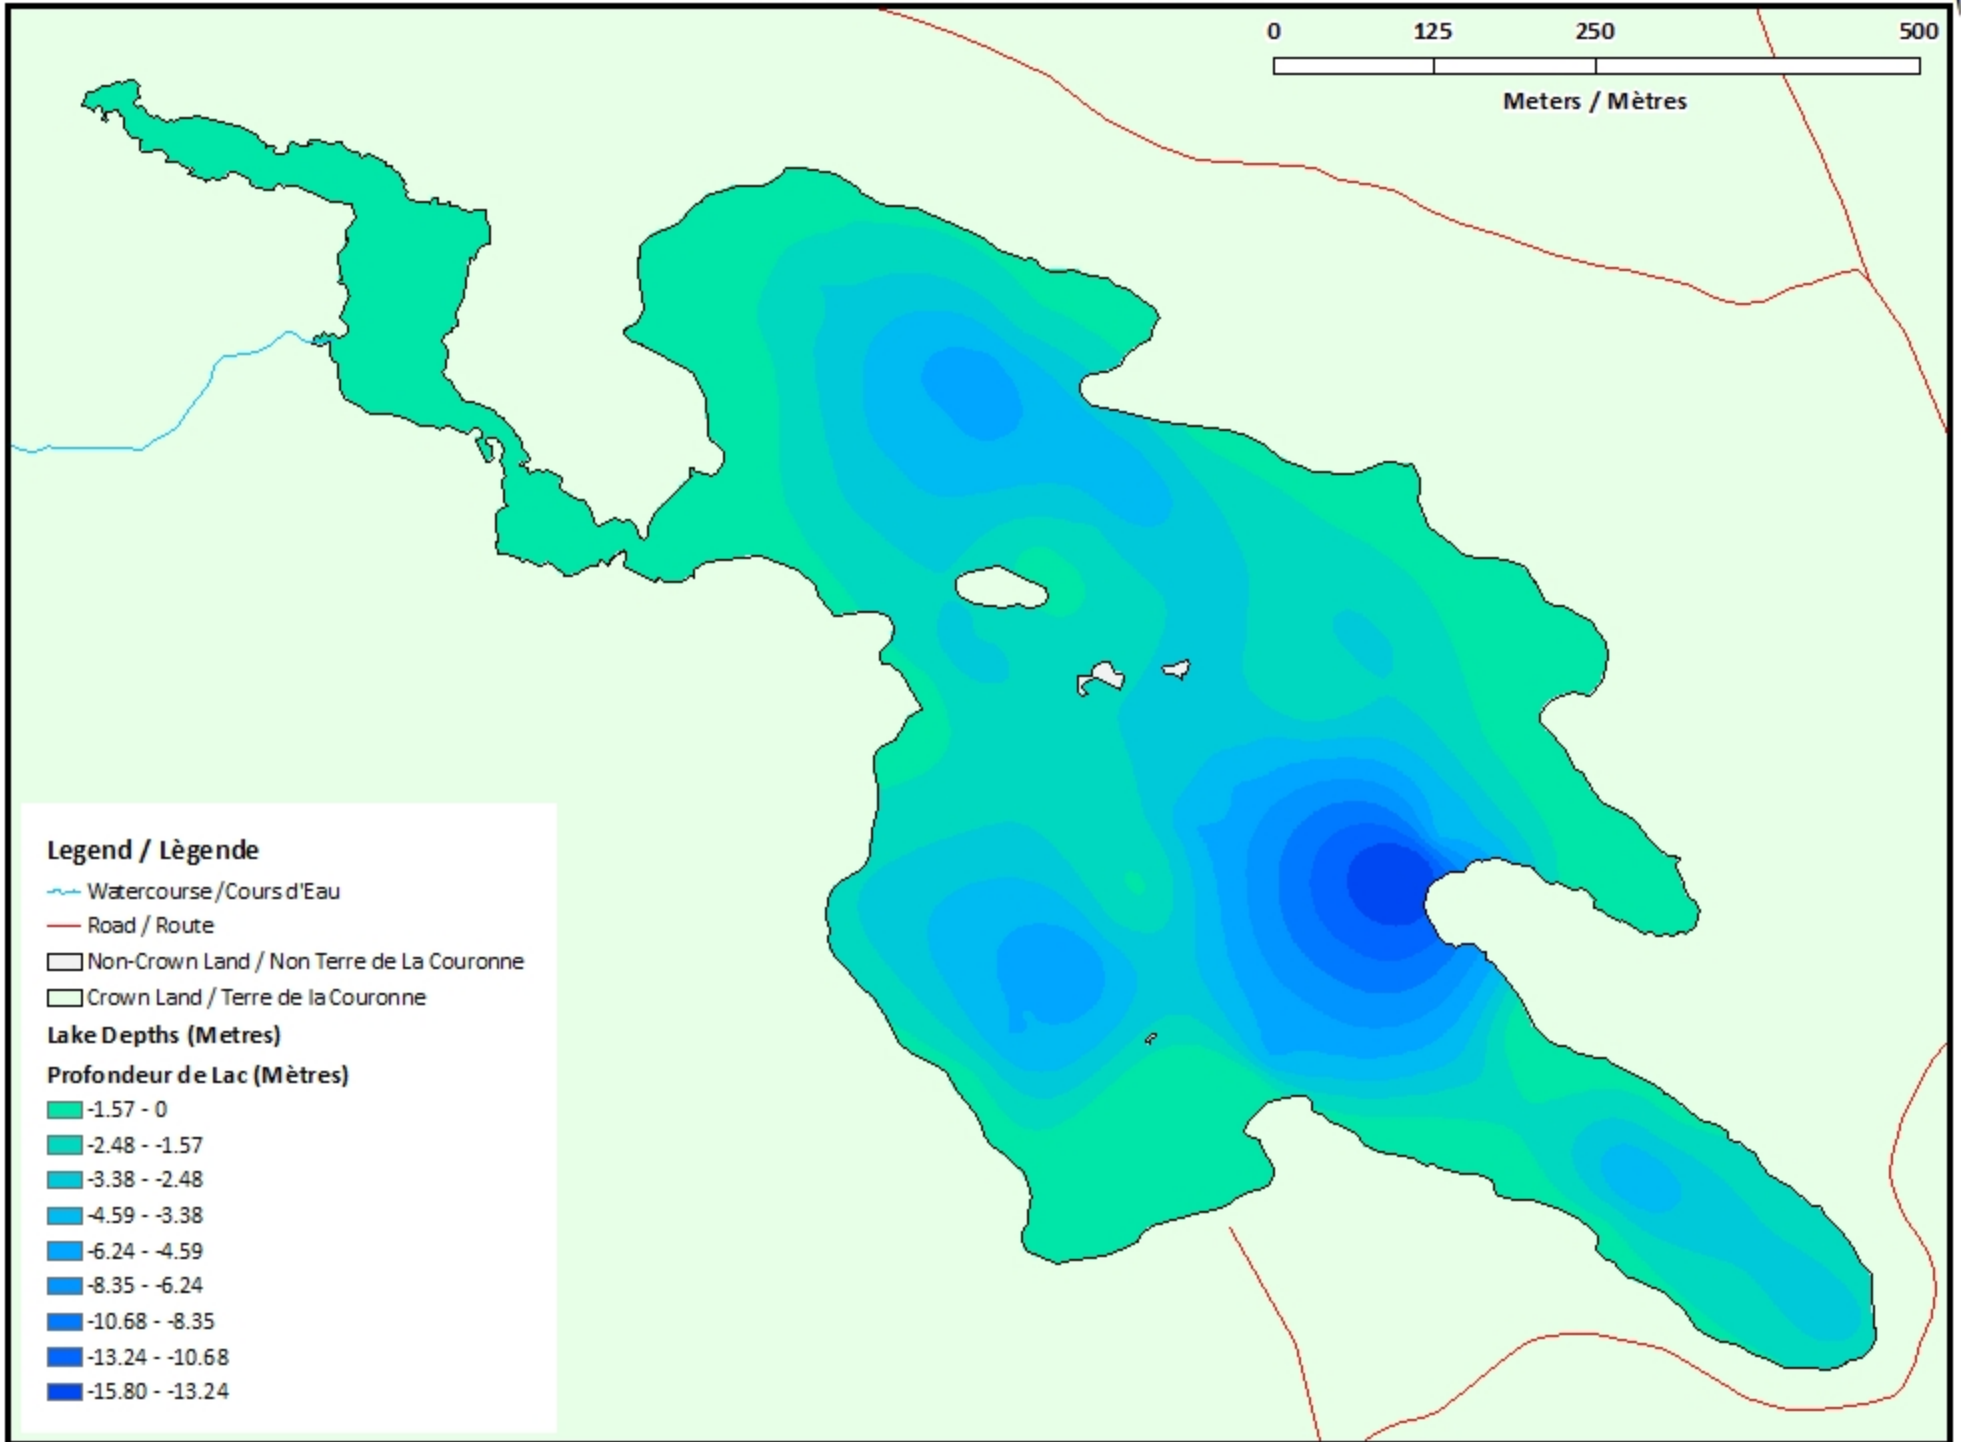 0 125 250 500
Meters / Mètres
Legend / Lègende
Watercourse /Cours d'Eau
Road / Route
Non-Crown Land / Non Terre de La Couronne
Crown Land / Terre de la Couronne
Lake Depths (Metres)
Profondeur de Lac (Mètres)
-1.57 - 0
-2.48 - -1.57
-3.38 - -2.48
-4.59 - -3.38
-6.24 - -4.59
-8.35 - -6.24
-10.68 - -8.35
-13.24 - -10.68
-15.80 - -13.24